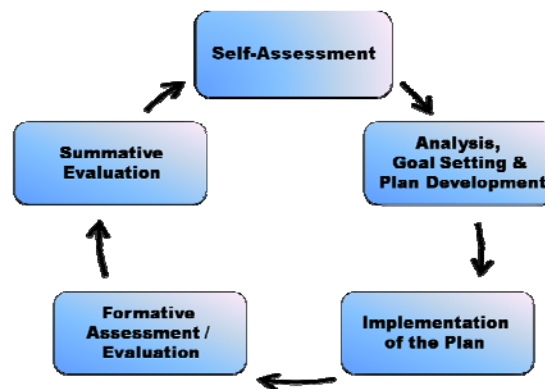 Self-Assessment
Analysis,
Goal Setting &
Plan Development
Implementation
of the Plan
Formative
Assessment /
Evaluation
Summative
Evaluation